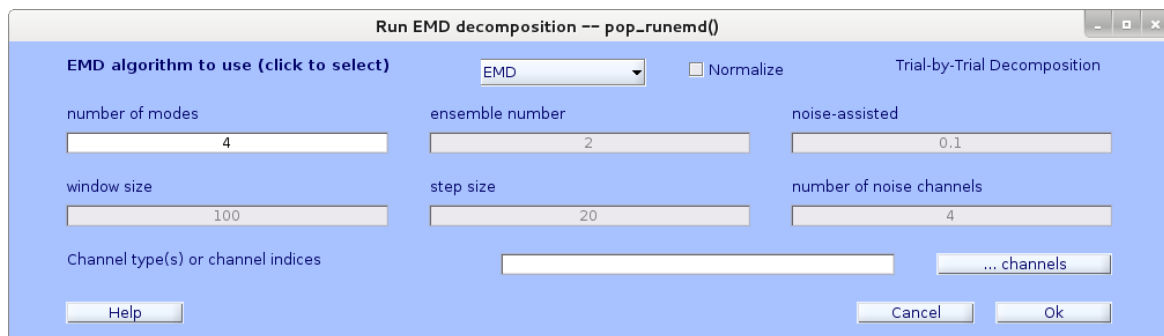 Run EMD decomposition -- pop_runemd()
EMD algorithm to use (click to select) EMD Normalize Trial-by-Trial Decomposition
number of modes ensemble number noise-assisted
4 2 0.1
window size step size number of noise channels
100 20 4
Channel type(s) or channel indices ... channels
Help Cancel Ok